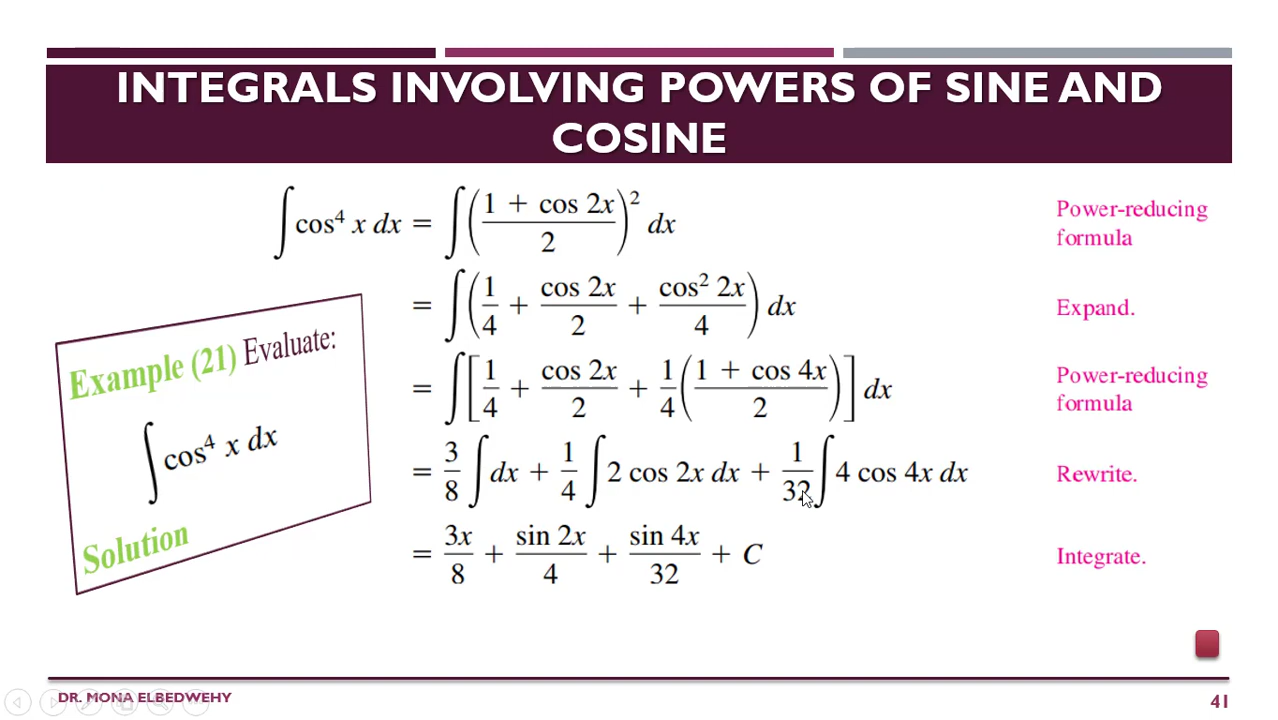 INTEGRALS INVOLVING POWERS OF SINE AND
COSINE
∫ cos⁴ x dx = ∫ ((1 + cos 2x)/2)² dx
Power-reducing
formula
= ∫ (1/4 + cos 2x/2 + cos² 2x/4) dx
Expand.
= ∫ [1/4 + cos 2x/2 + 1/4((1 + cos 4x)/2)] dx
Power-reducing
formula
= 3/8 ∫ dx + 1/4 ∫ 2 cos 2x dx + 1/32 ∫ 4 cos 4x dx
Rewrite.
= 3x/8 + sin 2x/4 + sin 4x/32 + C
Integrate.
Example (21) Evaluate:
∫ cos⁴ x dx
Solution
DR. MONA ELBEDWEHY
41